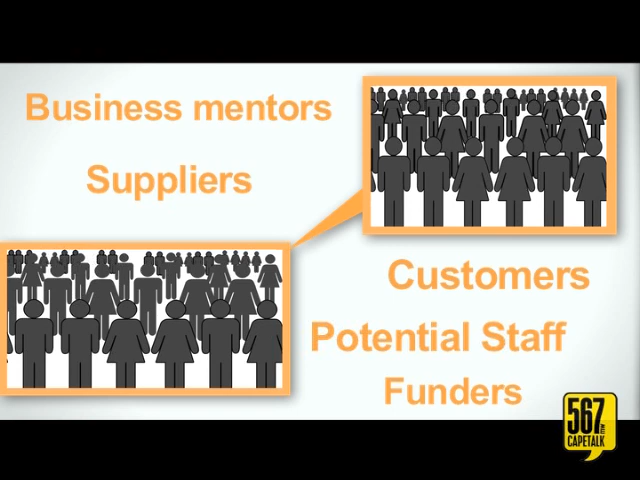 Business mentors
Suppliers
Customers
Potential Staff
Funders
567
CAPETALK